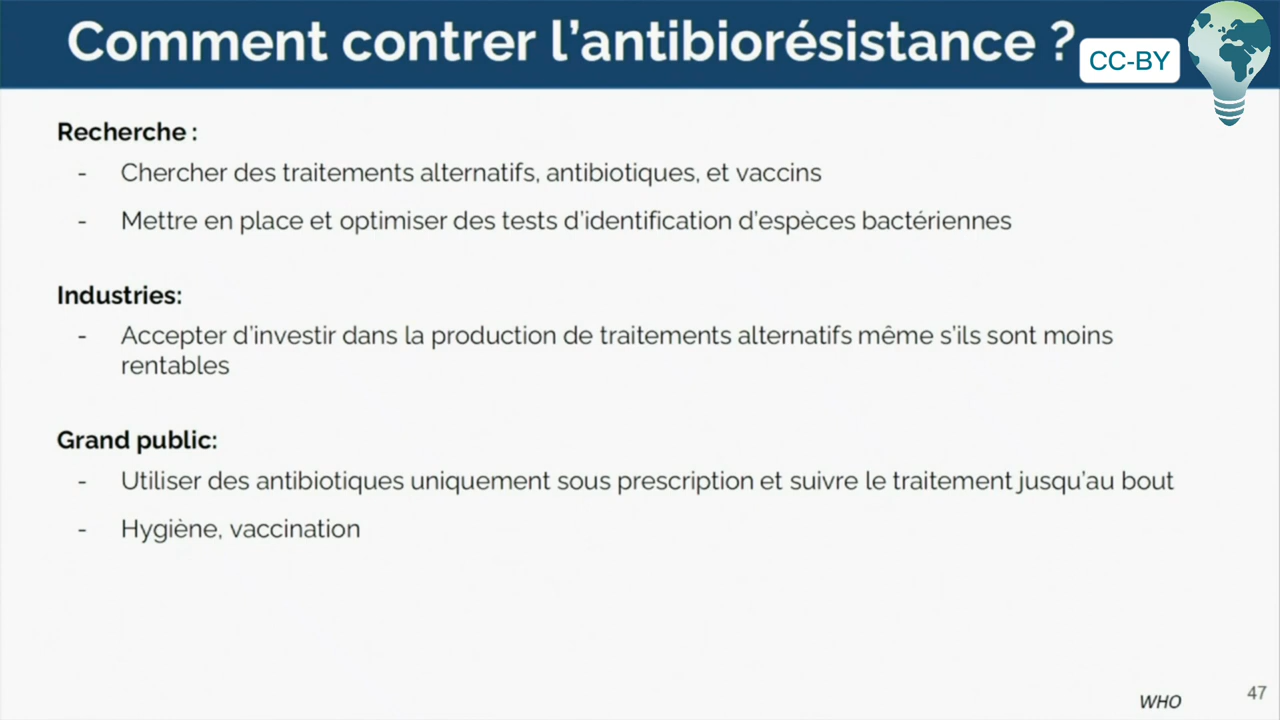 Comment contrer l'antibiorésistance ?
CC-BY
Recherche :
- Chercher des traitements alternatifs, antibiotiques, et vaccins
- Mettre en place et optimiser des tests d'identification d'espèces bactériennes
Industries:
- Accepter d'investir dans la production de traitements alternatifs même s'ils sont moins
rentables
Grand public:
- Utiliser des antibiotiques uniquement sous prescription et suivre le traitement jusqu'au bout
- Hygiène, vaccination
WHO
47